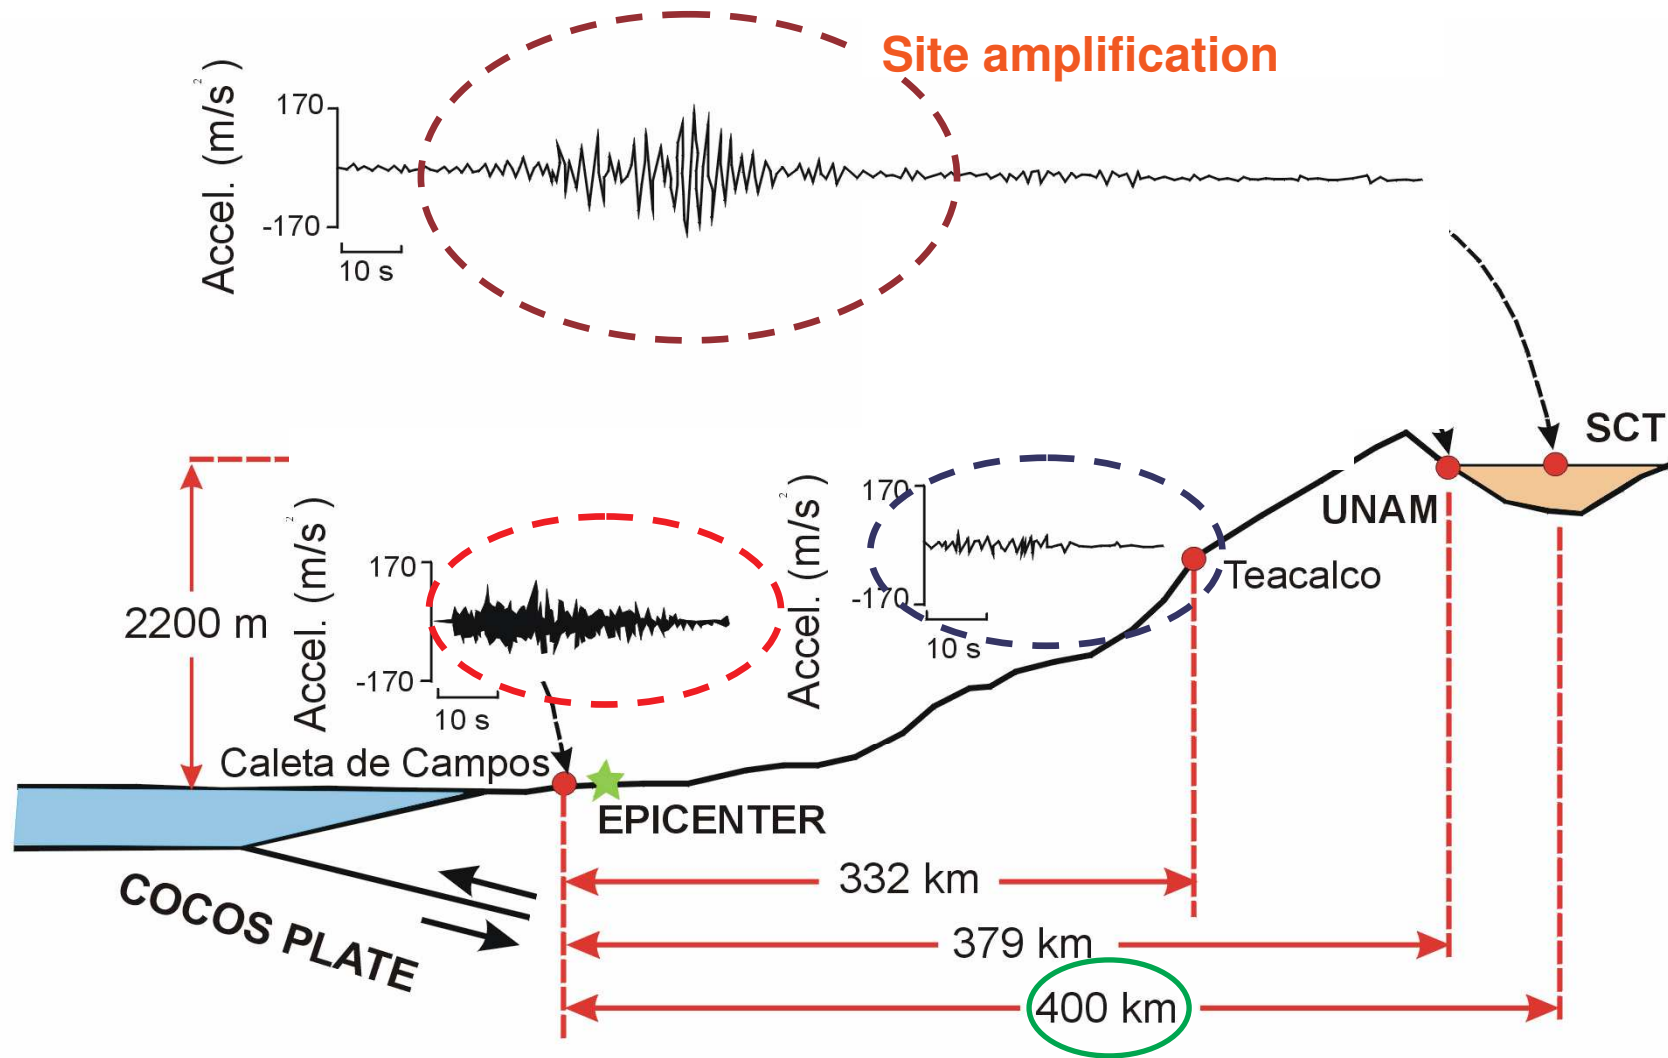 Site amplification
Accel. (m/s²)
170
-170
10 s
SCT
UNAM
Teacalco
Accel. (m/s²)
170
-170
10 s
Accel. (m/s²)
170
-170
10 s
2200 m
Caleta de Campos
EPICENTER
COCOS PLATE
332 km
379 km
400 km